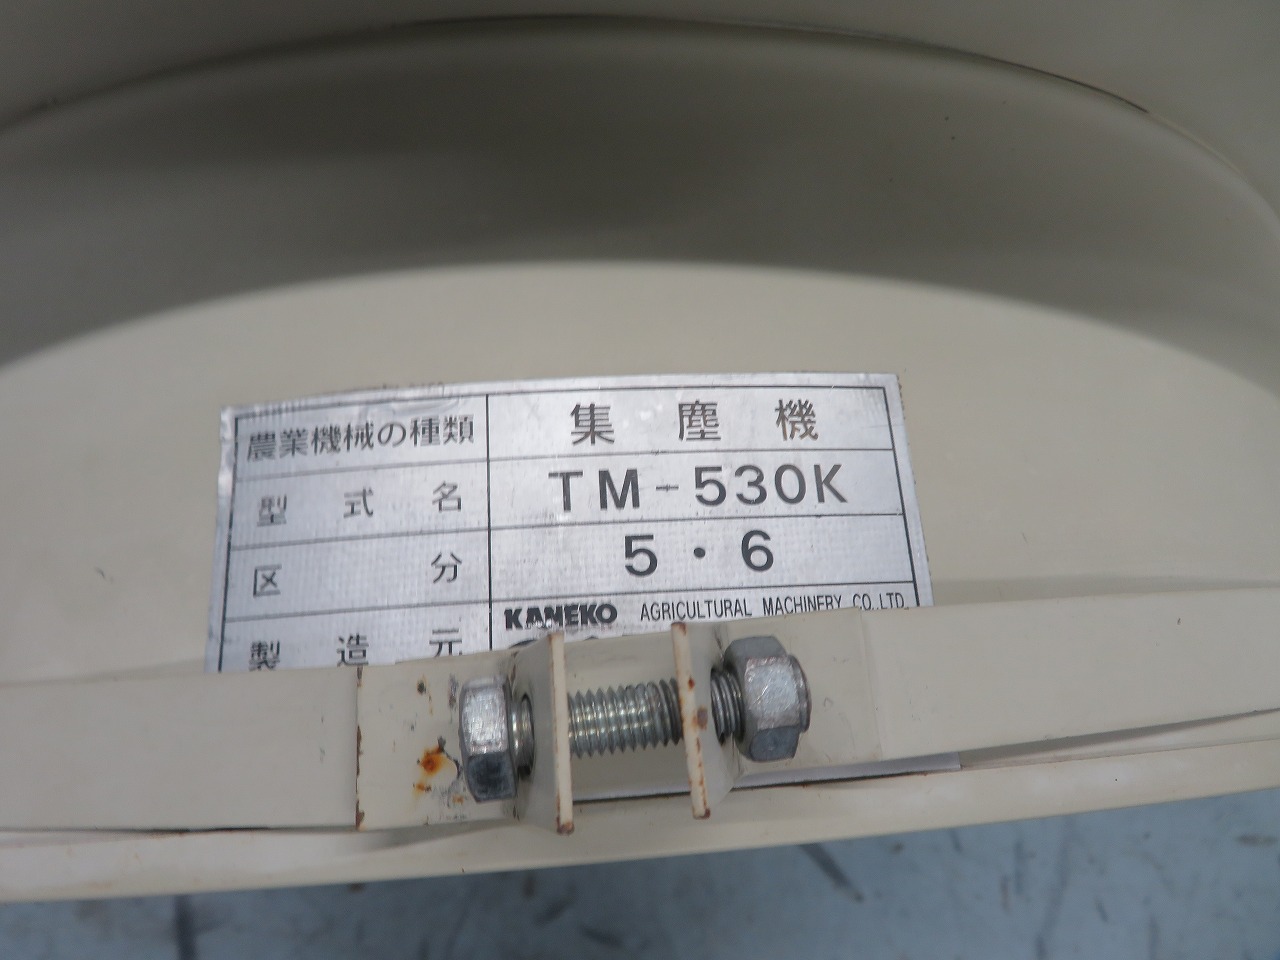 農業機械の種類 集塵機
型式名 TM-530K
区分 5・6
製造元 KANEKO AGRICULTURAL MACHINERY CO.,LTD.